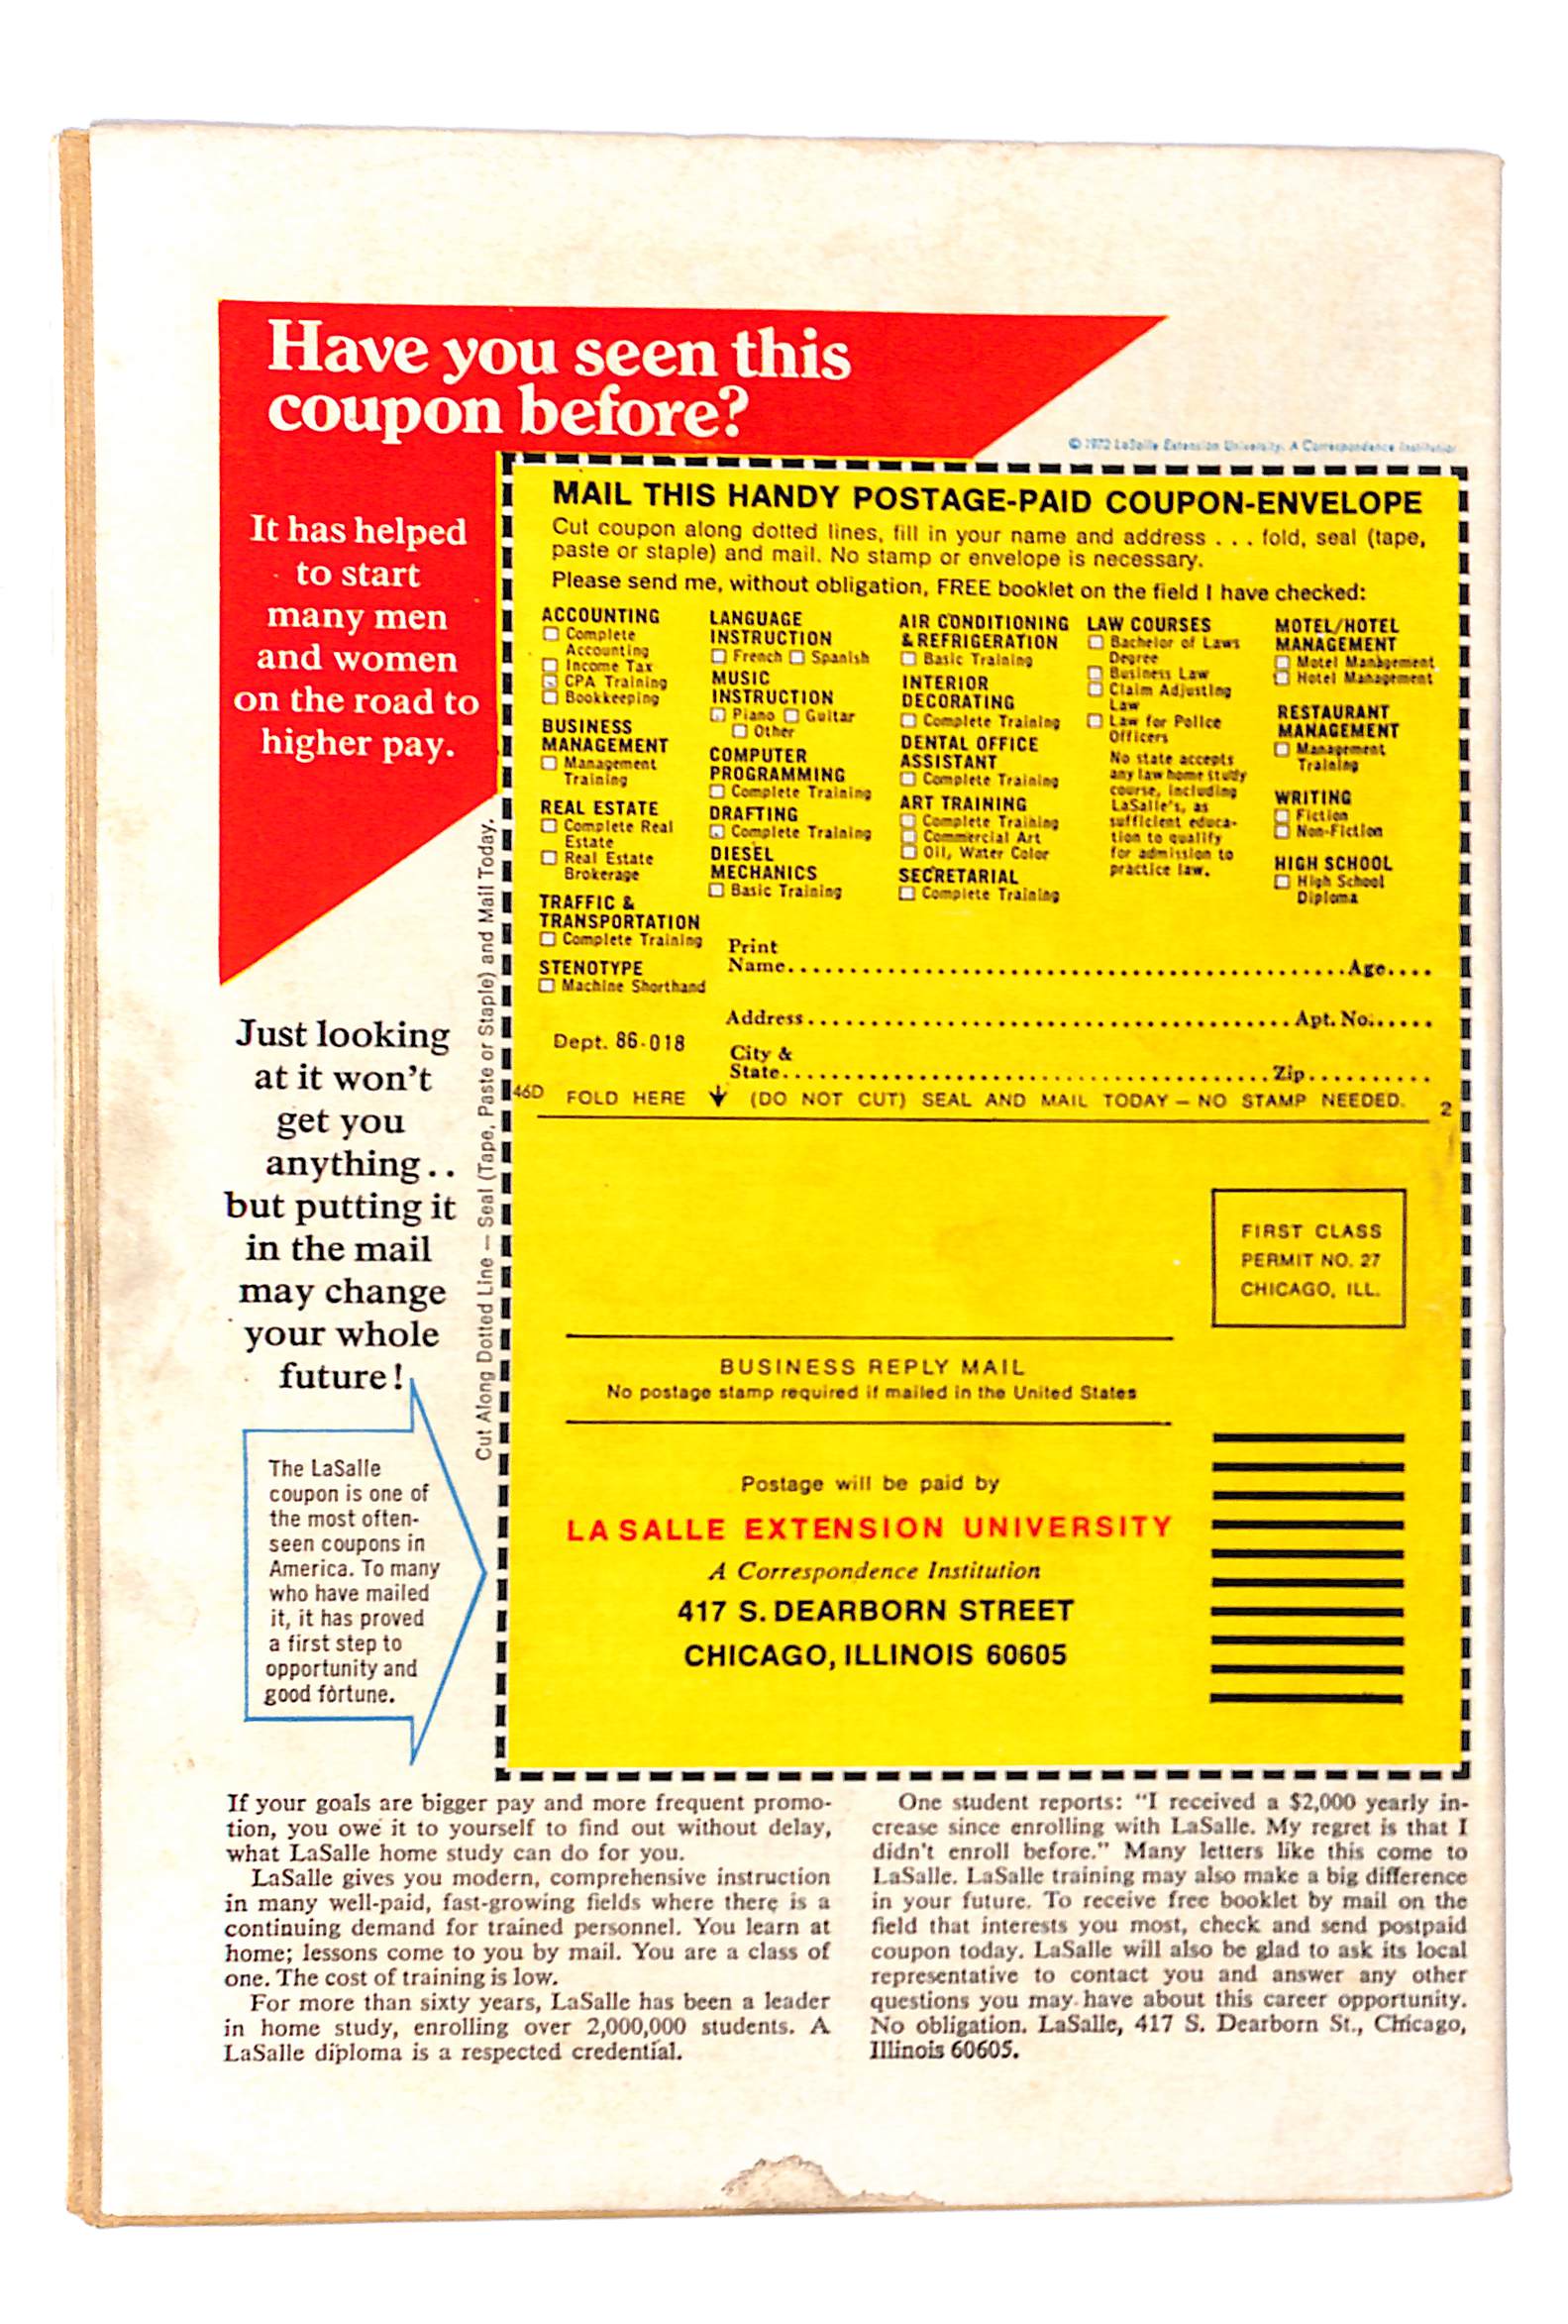 Have you seen this
coupon before?
© 1972 LaSalle Extension University. A Correspondence Institution
It has helped
to start
many men
and women
on the road to
higher pay.
Just looking
at it won't
get you
anything..
but putting it
in the mail
may change
your whole
future!
The LaSalle
coupon is one of
the most often-
seen coupons in
America. To many
who have mailed
it, it has proved
a first step to
opportunity and
good fortune.
Cut Along Dotted Line — Seal (Tape, Paste or Staple) and Mail Today.
MAIL THIS HANDY POSTAGE-PAID COUPON-ENVELOPE
Cut coupon along dotted lines, fill in your name and address . . . fold, seal (tape,
paste or staple) and mail. No stamp or envelope is necessary.
Please send me, without obligation, FREE booklet on the field I have checked:
ACCOUNTING
Complete
Accounting
Income Tax
CPA Training
Bookkeeping
BUSINESS
MANAGEMENT
Management
Training
REAL ESTATE
Complete Real
Estate
Real Estate
Brokerage
TRAFFIC &
TRANSPORTATION
Complete Training
STENOTYPE
Machine Shorthand
LANGUAGE
INSTRUCTION
French Spanish
MUSIC
INSTRUCTION
Piano Guitar
Other
COMPUTER
PROGRAMMING
Complete Training
DRAFTING
Complete Training
DIESEL
MECHANICS
Basic Training
AIR CONDITIONING
& REFRIGERATION
Basic Training
INTERIOR
DECORATING
Complete Training
DENTAL OFFICE
ASSISTANT
Complete Training
ART TRAINING
Complete Training
Commercial Art
Oil, Water Color
SECRETARIAL
Complete Training
LAW COURSES
Bachelor of Laws
Degree
Business Law
Claim Adjusting
Law
Law for Police
Officers
No state accepts
any law home study
course, including
LaSalle's, as
sufficient educa-
tion to qualify
for admission to
practice law.
MOTEL/HOTEL
MANAGEMENT
Motel Management
Hotel Management
RESTAURANT
MANAGEMENT
Management
Training
WRITING
Fiction
Non-Fiction
HIGH SCHOOL
High School
Diploma
Print
Name.............................................Age....
Address.....................................Apt. No......
Dept. 86-018
City &
State......................................Zip..........
46D FOLD HERE ↓ (DO NOT CUT) SEAL AND MAIL TODAY — NO STAMP NEEDED. 2
FIRST CLASS
PERMIT NO. 27
CHICAGO, ILL.
BUSINESS REPLY MAIL
No postage stamp required if mailed in the United States
Postage will be paid by
LA SALLE EXTENSION UNIVERSITY
A Correspondence Institution
417 S. DEARBORN STREET
CHICAGO, ILLINOIS 60605
If your goals are bigger pay and more frequent promo-
tion, you owe it to yourself to find out without delay,
what LaSalle home study can do for you.
LaSalle gives you modern, comprehensive instruction
in many well-paid, fast-growing fields where there is a
continuing demand for trained personnel. You learn at
home; lessons come to you by mail. You are a class of
one. The cost of training is low.
For more than sixty years, LaSalle has been a leader
in home study, enrolling over 2,000,000 students. A
LaSalle diploma is a respected credential.
One student reports: "I received a $2,000 yearly in-
crease since enrolling with LaSalle. My regret is that I
didn't enroll before." Many letters like this come to
LaSalle. LaSalle training may also make a big difference
in your future. To receive free booklet by mail on the
field that interests you most, check and send postpaid
coupon today. LaSalle will also be glad to ask its local
representative to contact you and answer any other
questions you may have about this career opportunity.
No obligation. LaSalle, 417 S. Dearborn St., Chicago,
Illinois 60605.